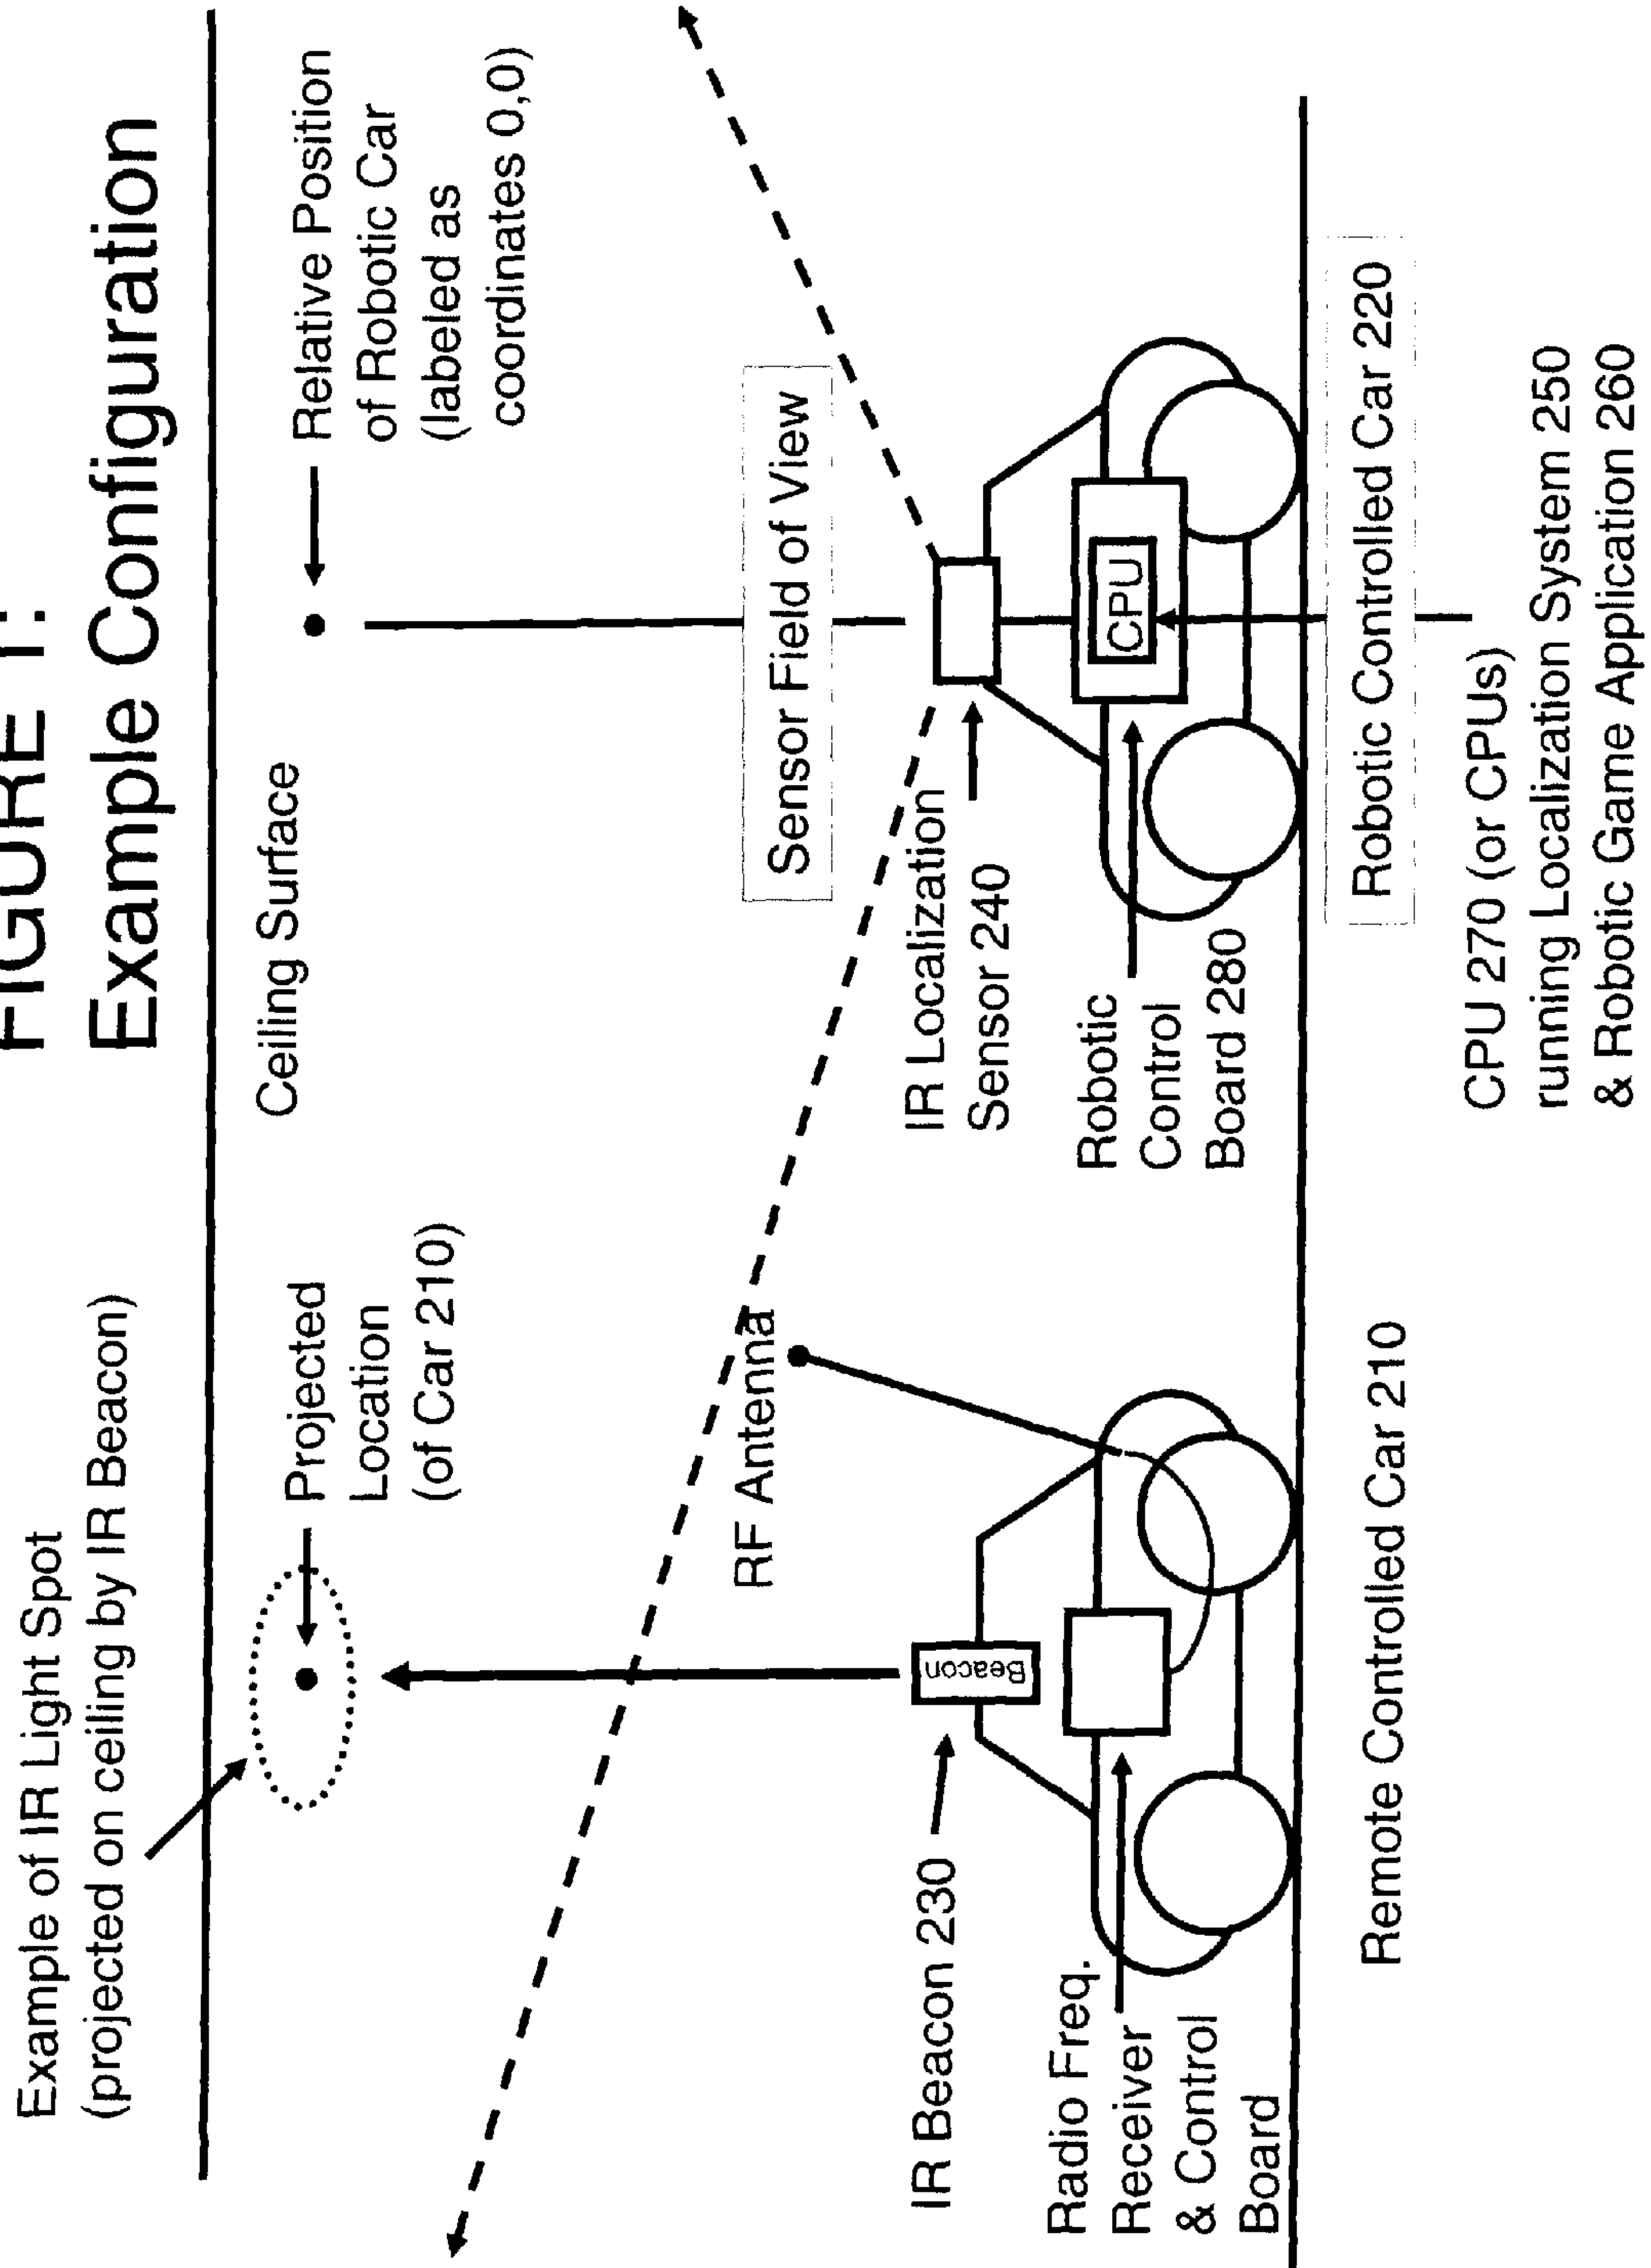 FIGURE 1:
Example Configuration
Example of IR Light Spot
(projected on ceiling by IR Beacon)
Ceiling Surface
Projected
Location
(of Car 210)
Relative Position
of Robotic Car
(labeled as
coordinates 0,0)
RF Antenna
Sensor Field of View
IR Beacon 230
Beacon
IR Localization
Sensor 240
Radio Freq.
Receiver
& Control
Board
Robotic
Control
Board 280
CPU
Remote Controlled Car 210
Robotic Controlled Car 220
CPU 270 (or CPUs)
running Localization System 250
& Robotic Game Application 260